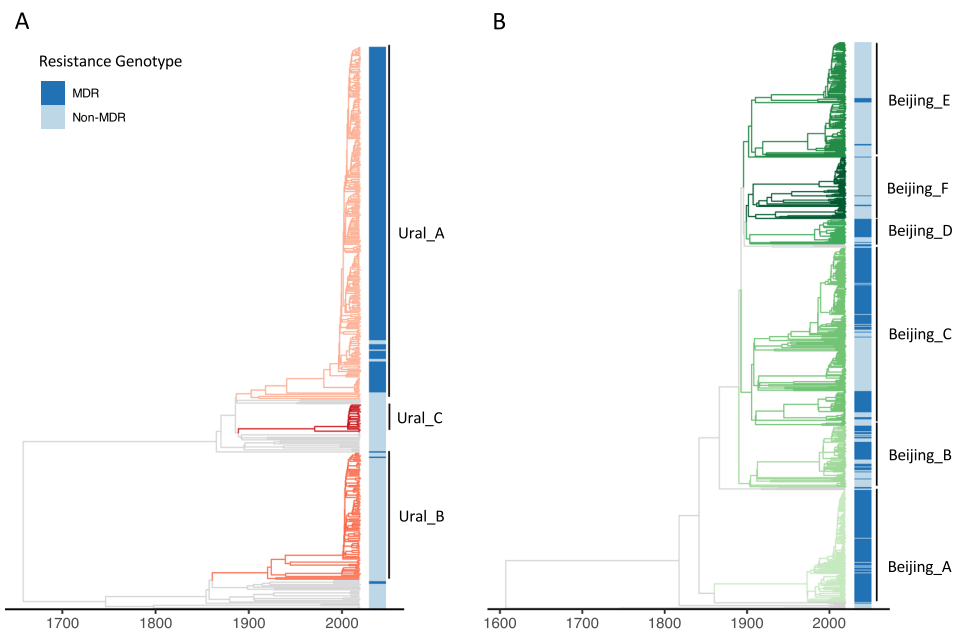 A
B
Resistance Genotype
MDR
Non-MDR
Ural_A
Ural_C
Ural_B
Beijing_E
Beijing_F
Beijing_D
Beijing_C
Beijing_B
Beijing_A
1700 1800 1900 2000
1600 1700 1800 1900 2000